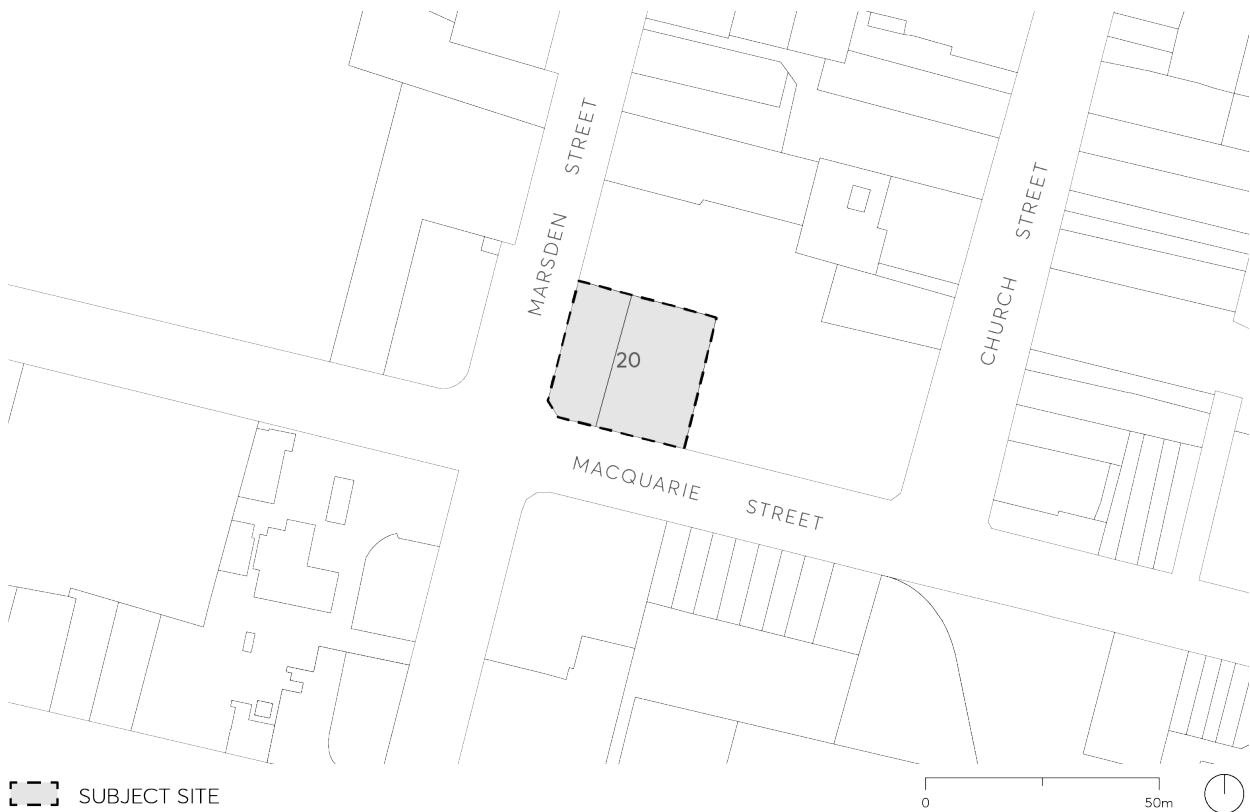 MARSDEN STREET
CHURCH STREET
20
MACQUARIE STREET
SUBJECT SITE
0 50m